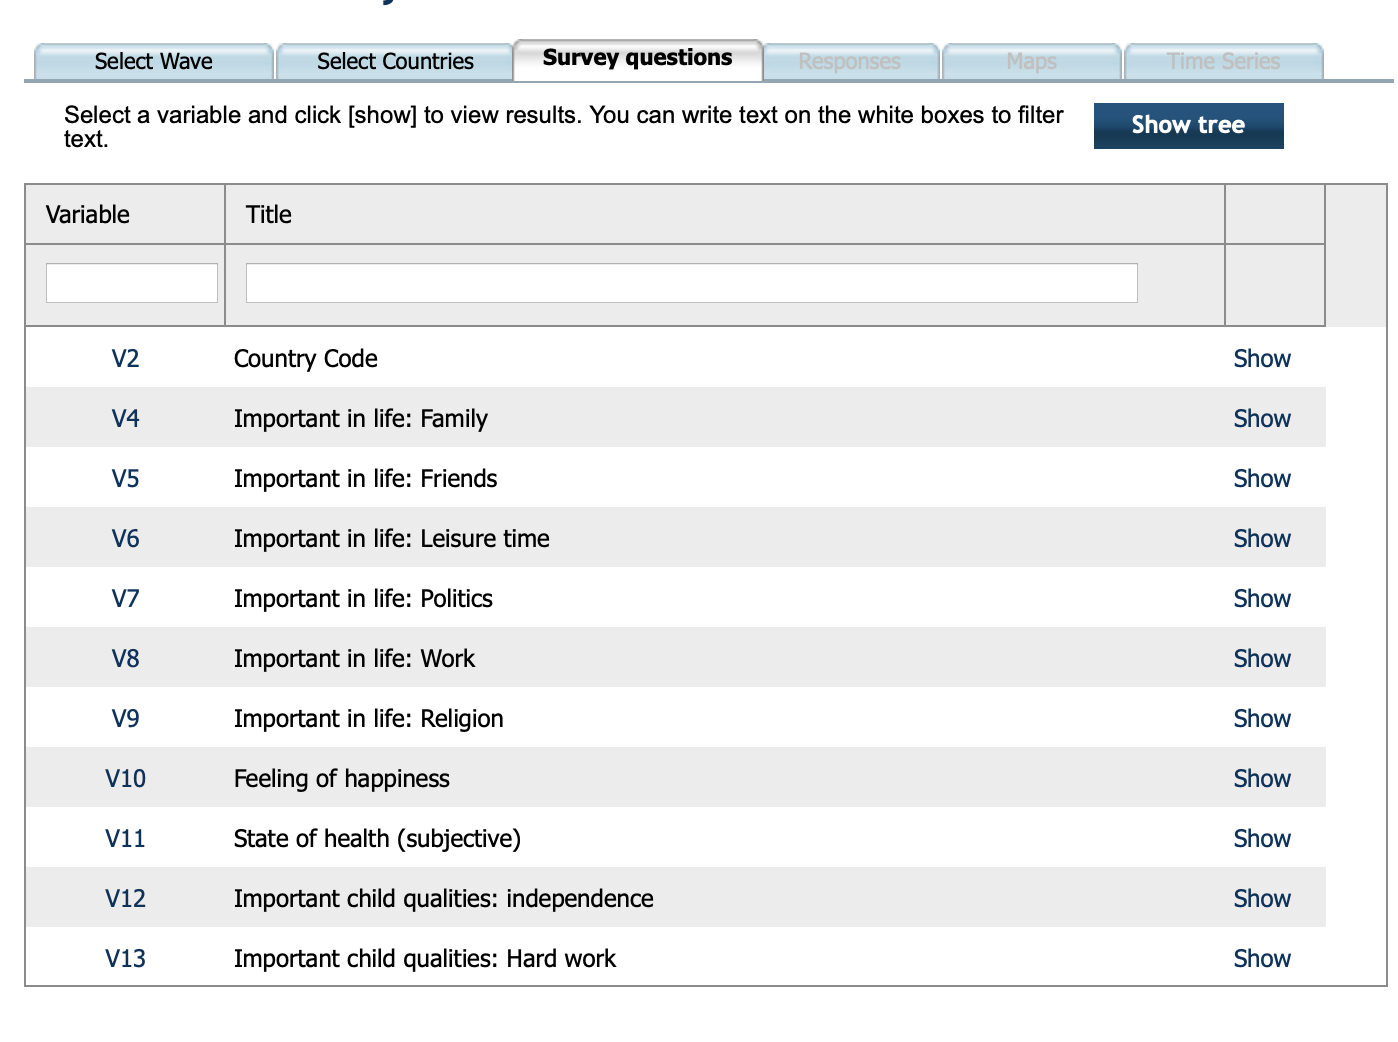 Select Wave Select Countries Survey questions Responses Maps Time Series
Select a variable and click [show] to view results. You can write text on the white boxes to filter
text.
Show tree
Variable Title
V2 Country Code Show
V4 Important in life: Family Show
V5 Important in life: Friends Show
V6 Important in life: Leisure time Show
V7 Important in life: Politics Show
V8 Important in life: Work Show
V9 Important in life: Religion Show
V10 Feeling of happiness Show
V11 State of health (subjective) Show
V12 Important child qualities: independence Show
V13 Important child qualities: Hard work Show